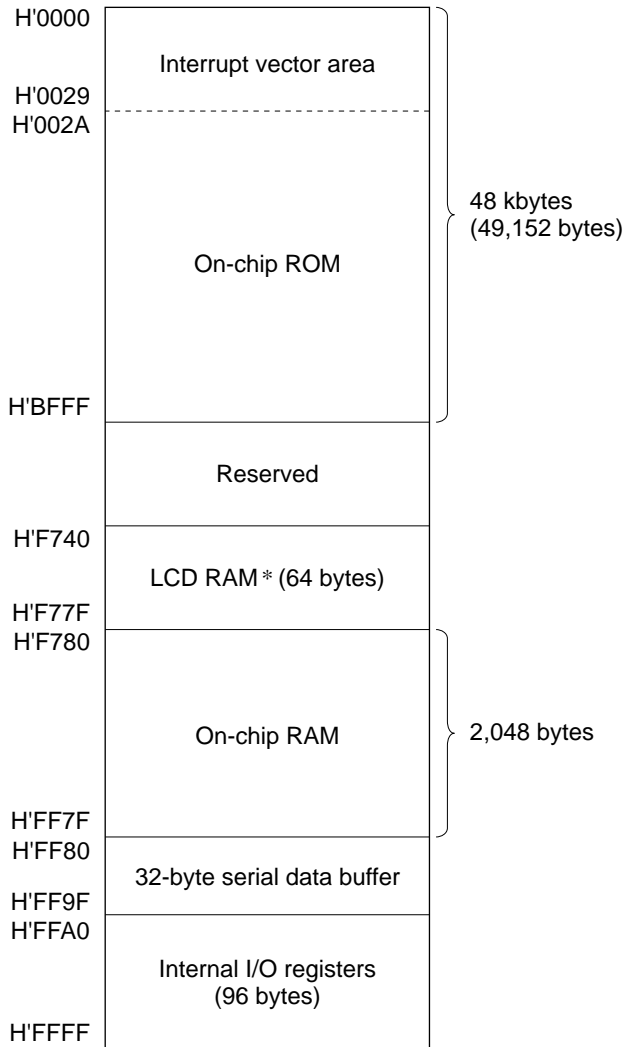 H'0000
Interrupt vector area
H'0029
H'002A
48 kbytes
(49,152 bytes)
On-chip ROM
H'BFFF
Reserved
H'F740
LCD RAM* (64 bytes)
H'F77F
H'F780
On-chip RAM
2,048 bytes
H'FF7F
H'FF80
32-byte serial data buffer
H'FF9F
H'FFA0
Internal I/O registers
(96 bytes)
H'FFFF